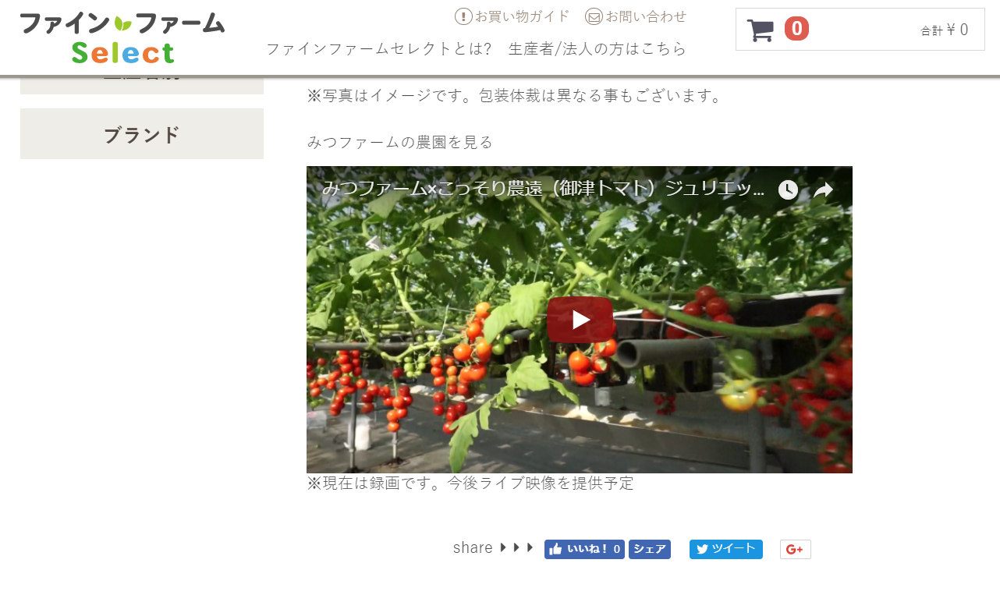 ファイン ファーム
Select
お買い物ガイド お問い合わせ
ファインファームセレクトとは? 生産者/法人の方はこちら
0
合計 ¥ 0
ブランド
※写真はイメージです。包装体裁は異なる事もございます。
みつファームの農園を見る
みつファーム×こっそり農遠（御津トマト）ジュリエッ...
※現在は録画です。今後ライブ映像を提供予定
share
いいね！ 0
シェア
ツイート
G+